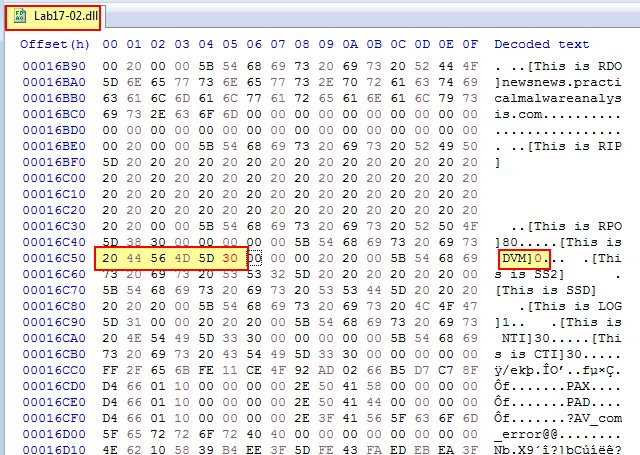 Lab17-02.dll
Offset(h) 00 01 02 03 04 05 06 07 08 09 0A 0B 0C 0D 0E 0F Decoded text
00016B90 00 20 00 00 5B 54 68 69 73 20 69 73 20 52 44 4F . ..[This is RDO
00016BA0 5D 6E 65 77 73 6E 65 77 73 2E 70 72 61 63 74 69 ]newsnews.practi
00016BB0 63 61 6C 6D 61 6C 77 61 72 65 61 6E 61 6C 79 73 calmalwareanalys
00016BC0 69 73 2E 63 6F 6D 00 00 00 00 00 00 00 00 00 00 is.com..........
00016BD0 00 00 00 00 00 00 00 00 00 00 00 00 00 00 00 00 ................
00016BE0 00 20 00 00 5B 54 68 69 73 20 69 73 20 52 49 50 . ..[This is RIP
00016BF0 5D 20 20 20 20 20 20 20 20 20 20 20 20 20 20 20 ]
00016C00 20 20 20 20 20 20 20 20 20 20 20 20 20 20 20 20
00016C10 20 20 20 20 20 20 20 20 20 20 20 20 20 20 20 20
00016C20 20 20 20 20 20 20 20 20 20 20 20 20 20 20 20 20
00016C30 20 20 00 00 5B 54 68 69 73 20 69 73 20 52 50 4F ..[This is RPO
00016C40 5D 38 30 00 00 00 00 00 5B 54 68 69 73 20 69 73 ]80.....[This is
00016C50 20 44 56 4D 5D 30 00 00 00 20 20 00 5B 54 68 69 DVM]0... .[Thi
00016C60 73 20 69 73 20 53 53 32 5D 20 20 20 20 20 20 00 s is SS2] .
00016C70 5B 54 68 69 73 20 69 73 20 53 53 44 5D 20 20 20 [This is SSD]
00016C80 20 20 20 00 5B 54 68 69 73 20 69 73 20 4C 4F 47 .[This is LOG
00016C90 5D 31 00 00 00 20 20 00 5B 54 68 69 73 20 69 73 ]1... .[This is
00016CA0 20 4E 54 49 5D 33 30 00 00 00 00 00 5B 54 68 69 NTI]30.....[Thi
00016CB0 73 20 69 73 20 43 54 49 5D 33 30 00 00 00 00 00 s is CTI]30.....
00016CC0 FF 2F 65 6B FE 11 CE 4F 92 AD 02 66 B5 D7 C7 8F ÿ/ekþ.ÎO’.fµ×Ç.
00016CD0 D4 66 01 10 00 00 00 00 2E 50 41 58 00 00 00 00 Ôf.......PAX....
00016CE0 D4 66 01 10 00 00 00 00 2E 50 41 44 00 00 00 00 Ôf.......PAD....
00016CF0 D4 66 01 10 00 00 00 00 2E 3F 41 56 5F 63 6F 6D Ôf.......?AV_com
00016D00 5F 65 72 72 6F 72 40 40 00 00 00 00 00 00 00 00 _error@@........
00016D10 4E 62 10 58 39 B4 EE 3F 5D FE 43 FA ED EB EA 3F Nb.X9´î?]þCúíëê?